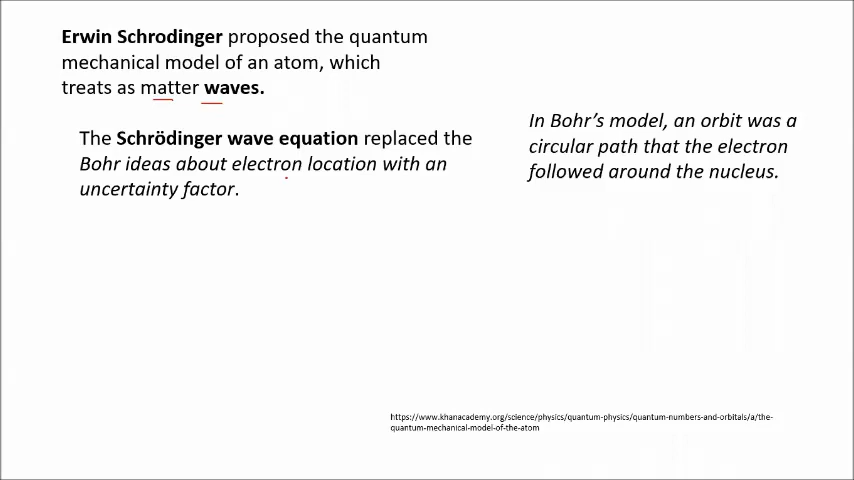 Erwin Schrodinger proposed the quantum
mechanical model of an atom, which
treats as matter waves.
The Schrödinger wave equation replaced the
Bohr ideas about electron location with an
uncertainty factor.
In Bohr's model, an orbit was a
circular path that the electron
followed around the nucleus.
https://www.khanacademy.org/science/physics/quantum-physics/quantum-numbers-and-orbitals/a/the-
quantum-mechanical-model-of-the-atom